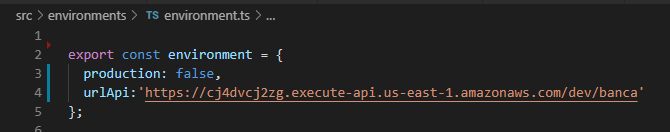 src > environments > TS environment.ts > ...
1
2 export const environment = {
3 production: false,
4 urlApi:'https://cj4dvcj2zg.execute-api.us-east-1.amazonaws.com/dev/banca'
5 };